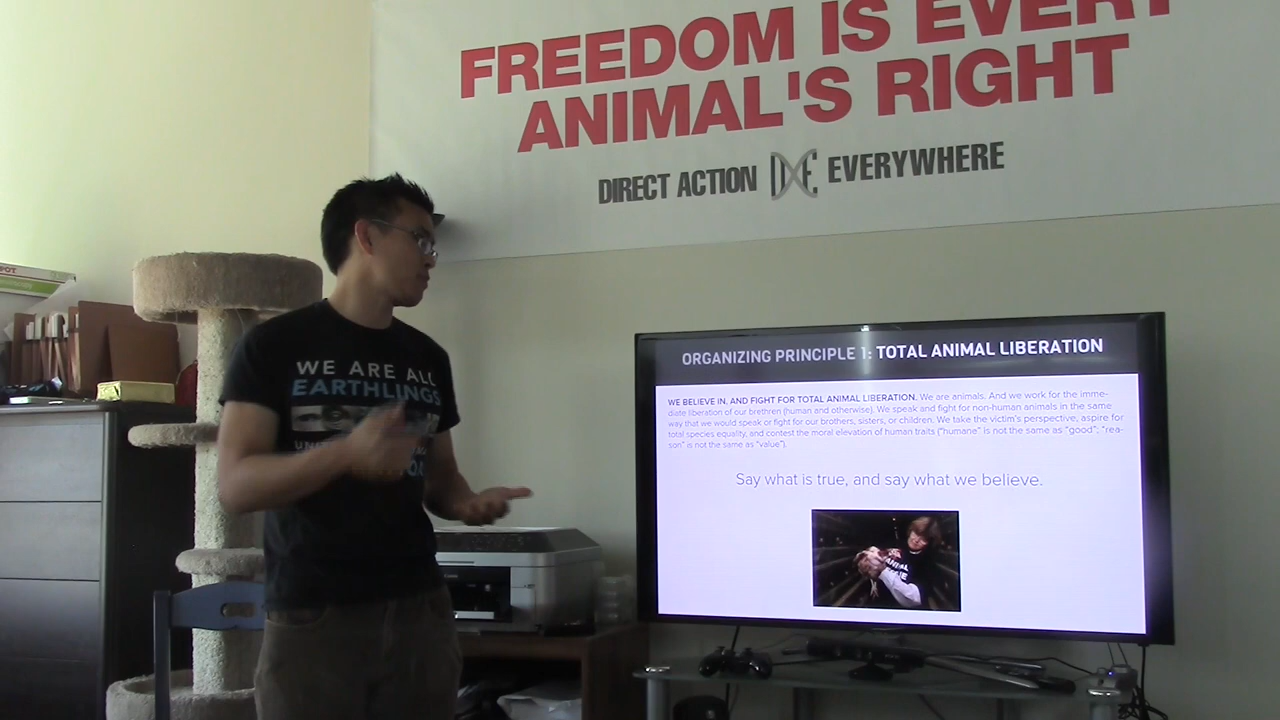 FREEDOM IS EVERY
ANIMAL'S RIGHT
DIRECT ACTION DXE EVERYWHERE
WE ARE ALL
EARTHLINGS
ORGANIZING PRINCIPLE 1: TOTAL ANIMAL LIBERATION
WE BELIEVE IN, AND FIGHT FOR TOTAL ANIMAL LIBERATION. We are animals. And we work for the imme-
diate liberation of our brethren (human and otherwise). We speak and fight for non-human animals in the same
way that we would speak or fight for our brothers, sisters, or children. We take the victim's perspective, aspire for
total species equality, and contest the moral elevation of human traits ("humane" is not the same as "good"; "rea-
son" is not the same as "value").
Say what is true, and say what we believe.